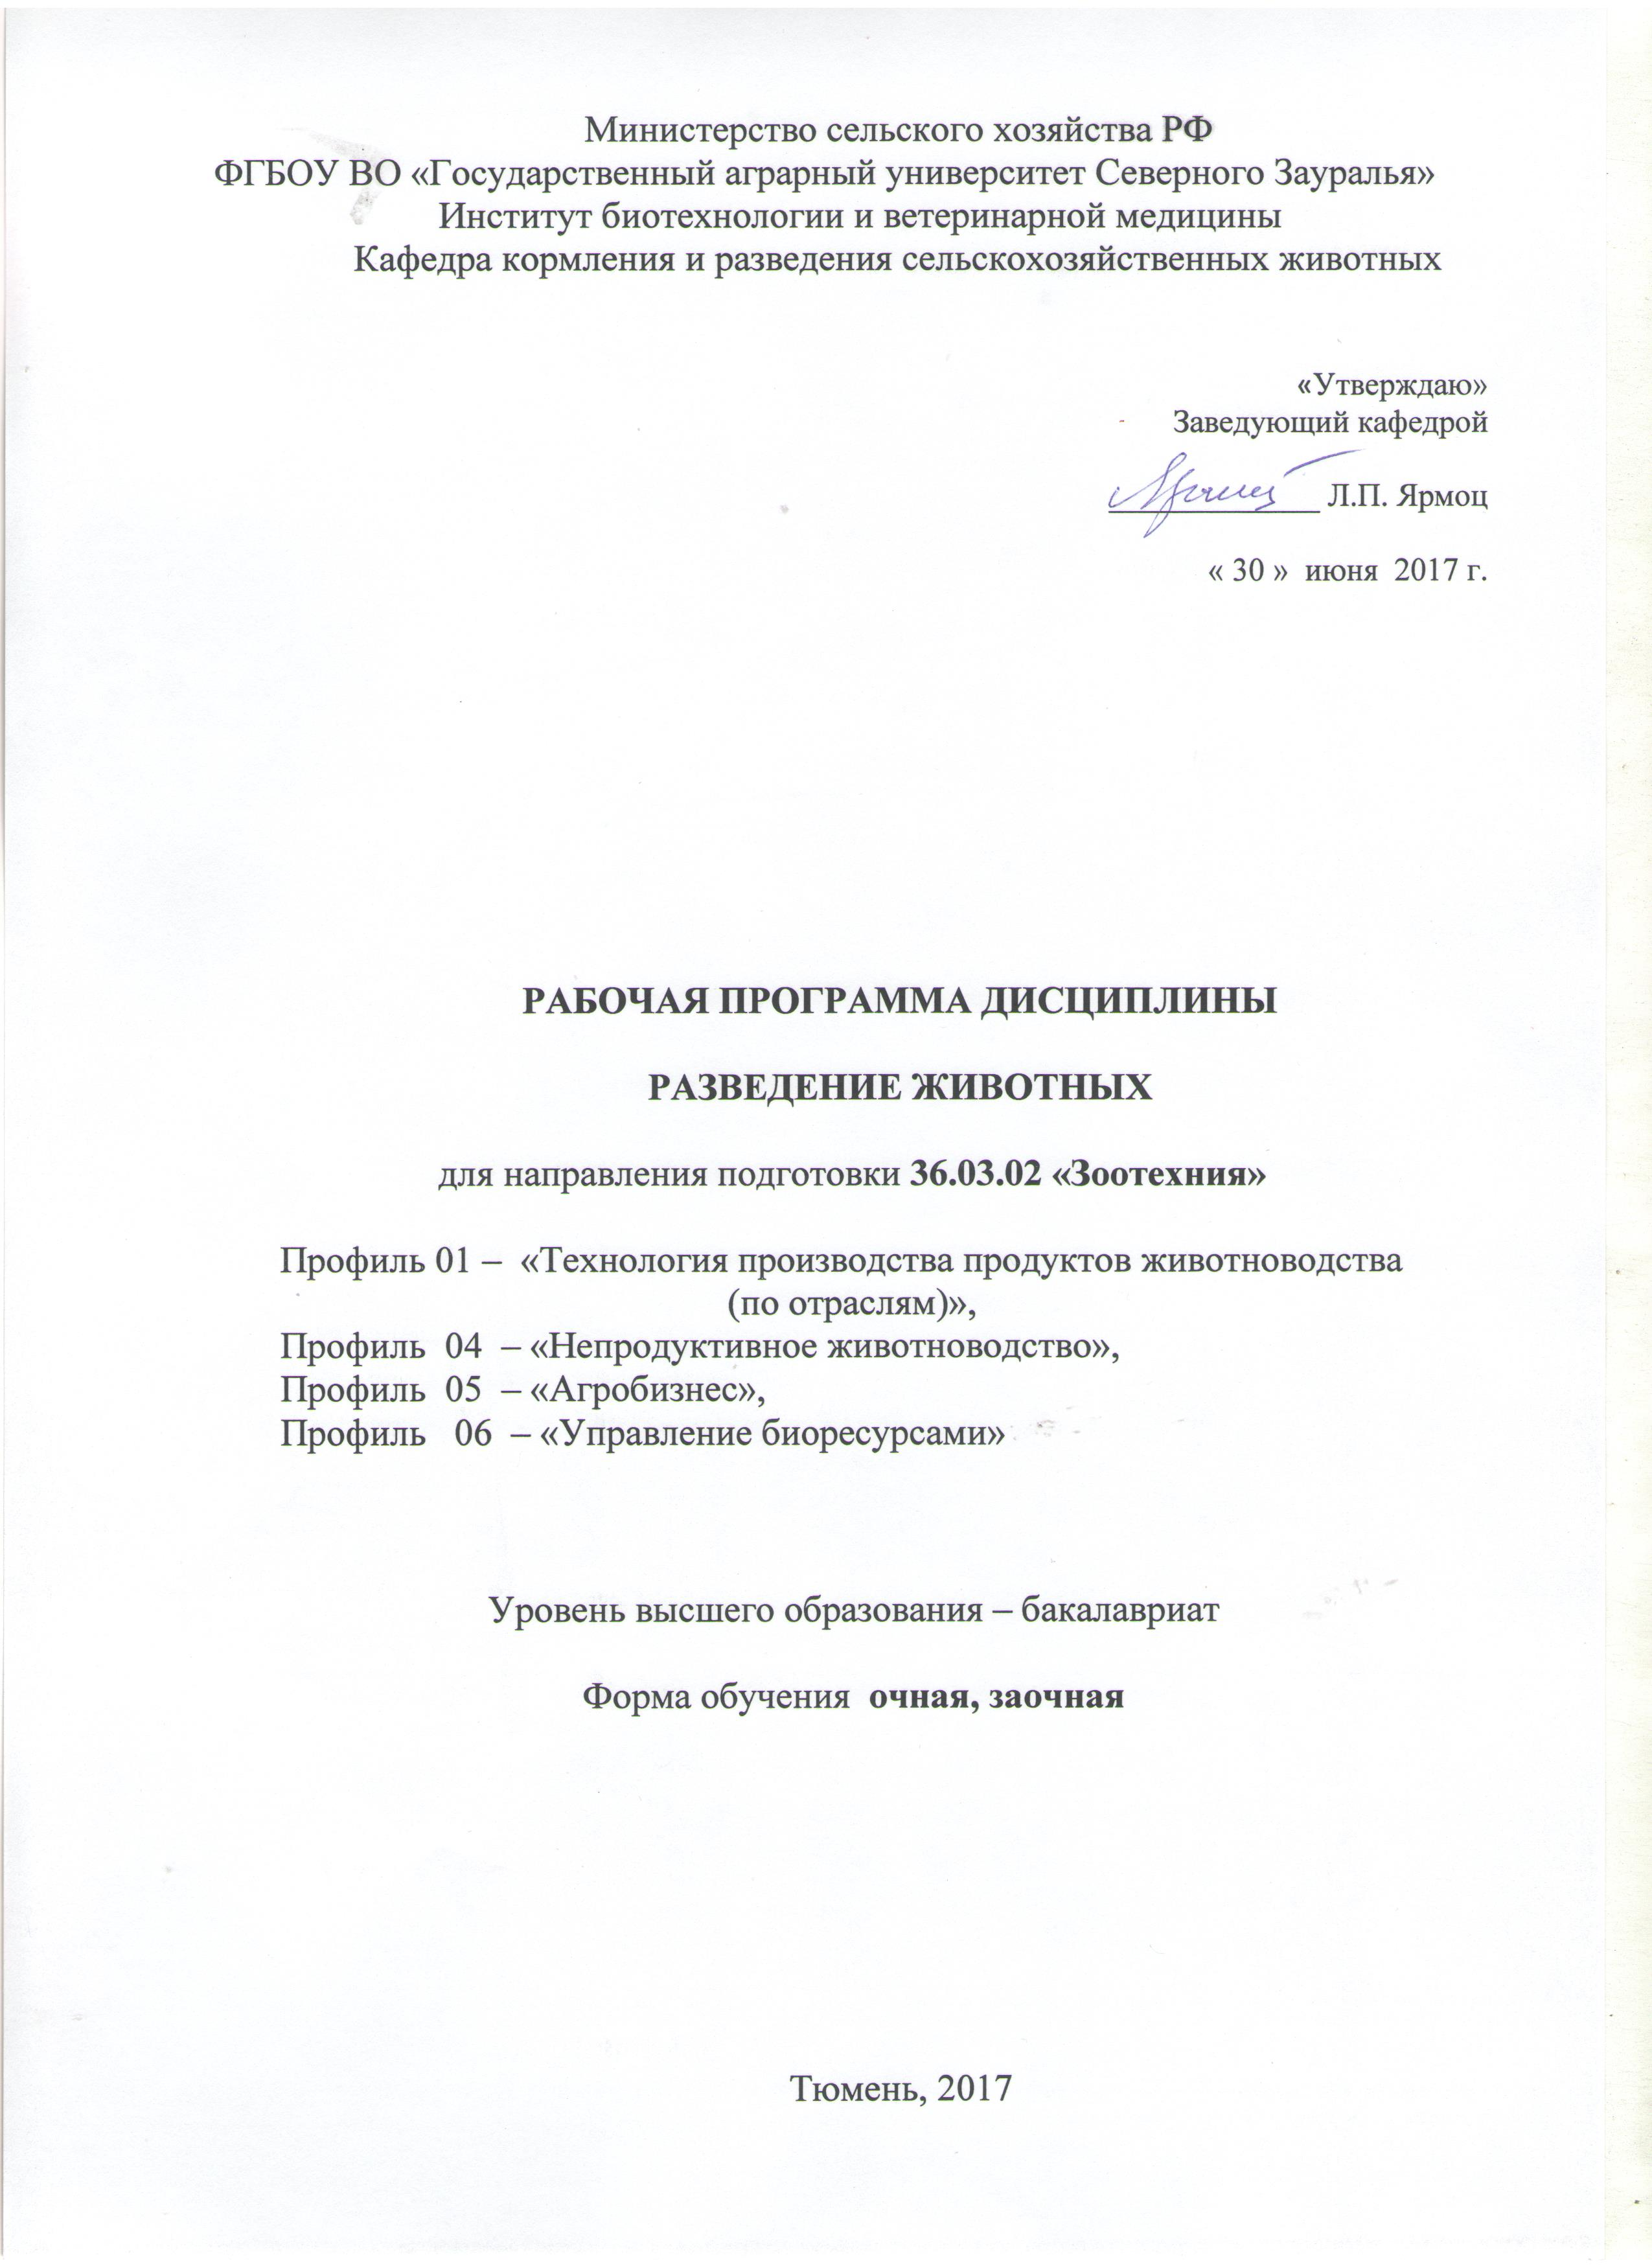 Министерство сельского хозяйства РФ
ФГБОУ ВО «Государственный аграрный университет Северного Зауралья»
Институт биотехнологии и ветеринарной медицины
Кафедра кормления и разведения сельскохозяйственных животных
«Утверждаю»
Заведующий кафедрой
Л.П. Ярмоц
« 30 » июня 2017 г.
РАБОЧАЯ ПРОГРАММА ДИСЦИПЛИНЫ
РАЗВЕДЕНИЕ ЖИВОТНЫХ
для направления подготовки 36.03.02 «Зоотехния»
Профиль 01 – «Технология производства продуктов животноводства
(по отраслям)»,
Профиль 04 – «Непродуктивное животноводство»,
Профиль 05 – «Агробизнес»,
Профиль 06 – «Управление биоресурсами»
Уровень высшего образования – бакалавриат
Форма обучения очная, заочная
Тюмень, 2017